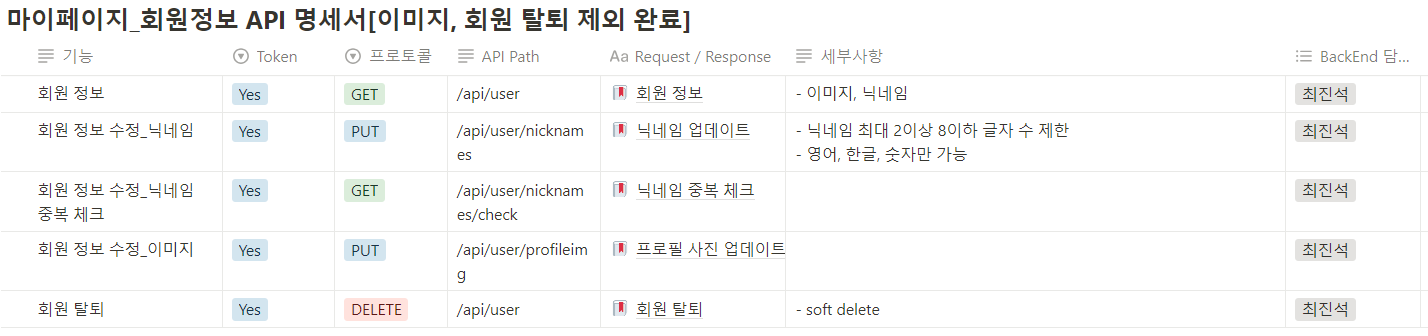 마이페이지_회원정보 API 명세서[이미지, 회원 탈퇴 제외 완료]
기능 Token 프로토콜 API Path Aa Request / Response 세부사항 BackEnd 담...
회원 정보 Yes GET /api/user 회원 정보 - 이미지, 닉네임 최진석
회원 정보 수정_닉네임 Yes PUT /api/user/nicknam 닉네임 업데이트 - 닉네임 최대 2이상 8이하 글자 수 제한 최진석
es - 영어, 한글, 숫자만 가능
회원 정보 수정_닉네임 Yes GET /api/user/nicknam 닉네임 중복 체크 최진석
중복 체크 es/check
회원 정보 수정_이미지 Yes PUT /api/user/profileim 프로필 사진 업데이트 최진석
g
회원 탈퇴 Yes DELETE /api/user 회원 탈퇴 - soft delete 최진석